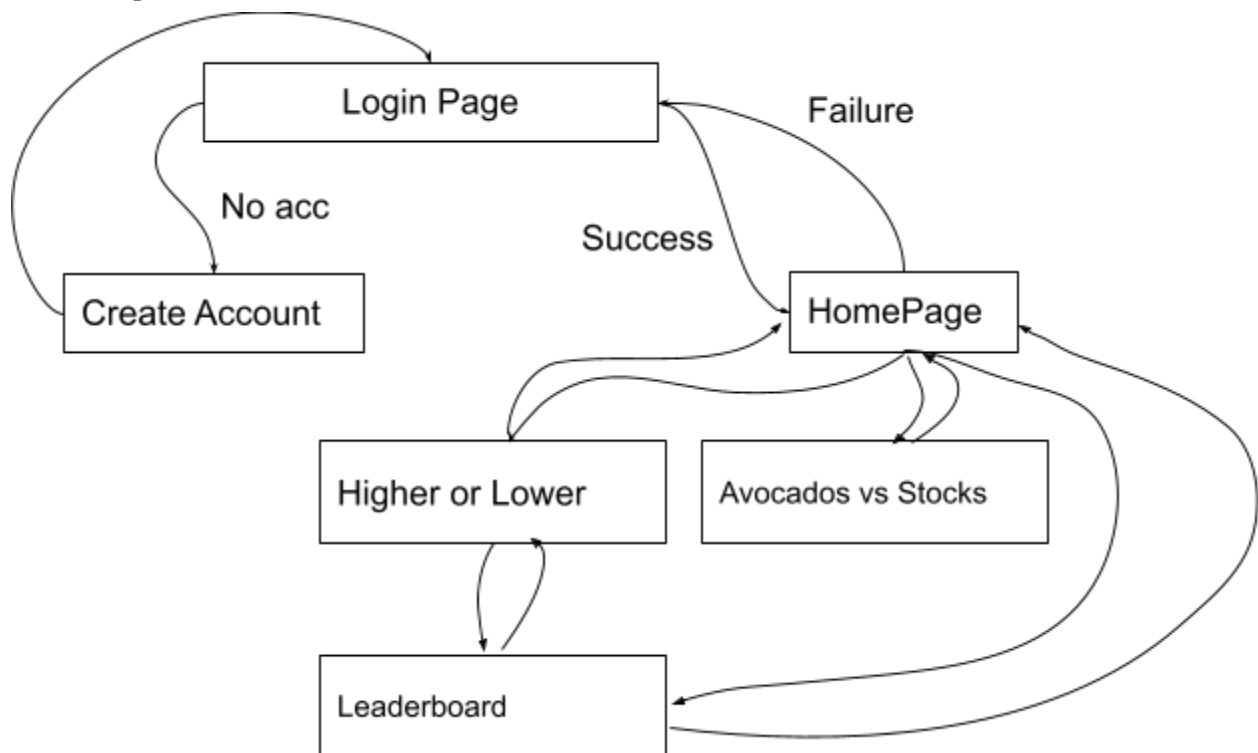 Login Page
Failure
No acc
Success
Create Account
HomePage
Higher or Lower
Avocados vs Stocks
Leaderboard